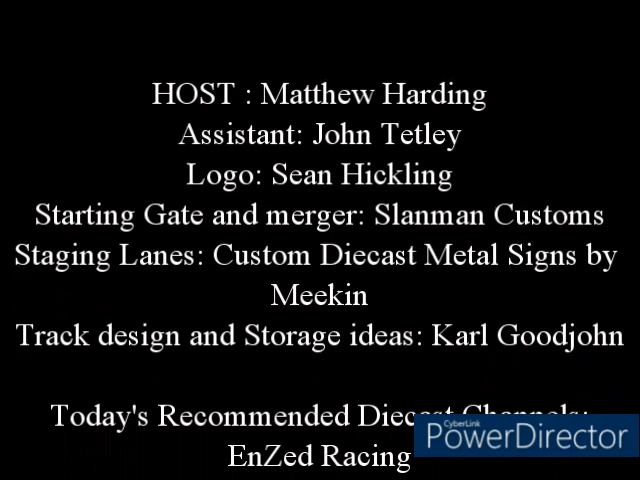 HOST : Matthew Harding
Assistant: John Tetley
Logo: Sean Hickling
Starting Gate and merger: Slanman Customs
Staging Lanes: Custom Diecast Metal Signs by
Meekin
Track design and Storage ideas: Karl Goodjohn
Today's Recommended Diecast Channels:
EnZed Racing
CyberLink
PowerDirector